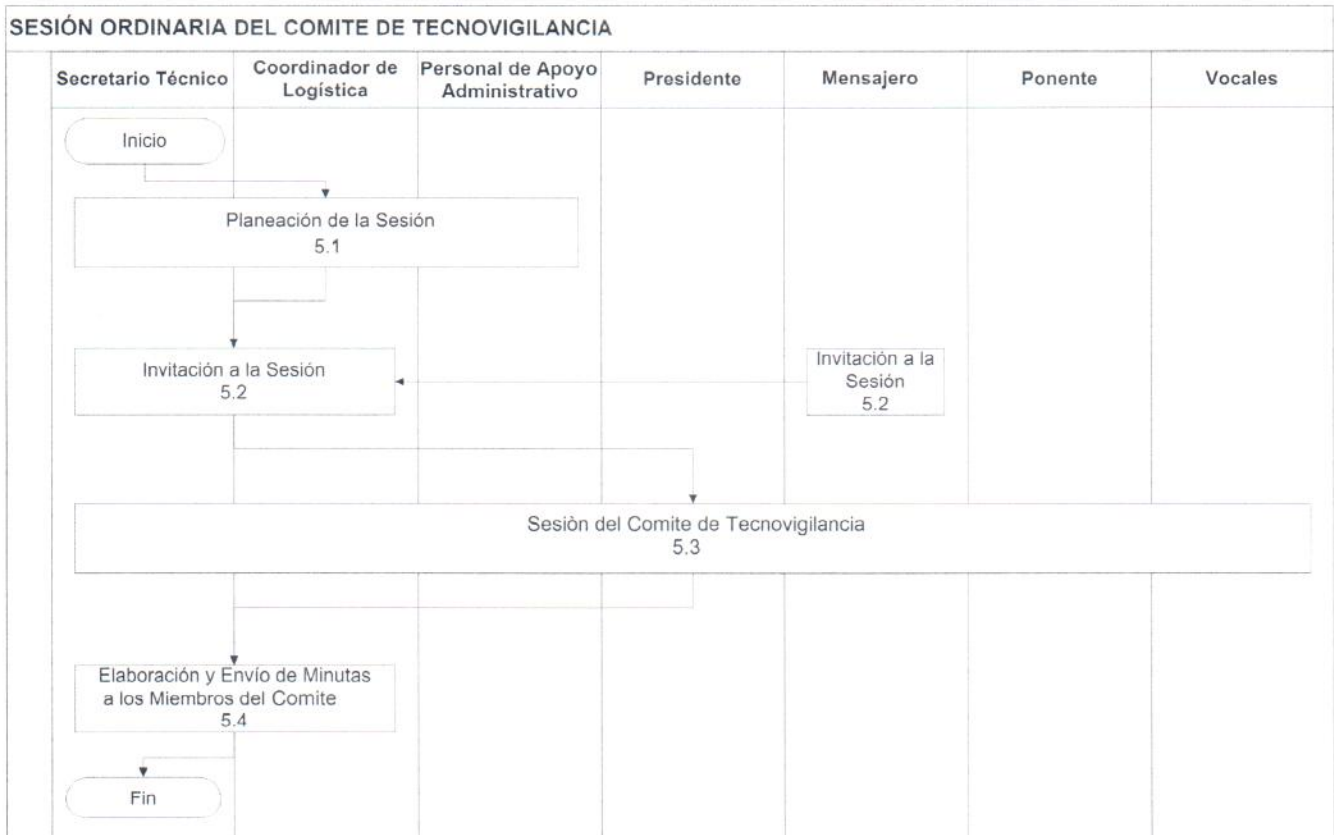 SESIÓN ORDINARIA DEL COMITE DE TECNOVIGILANCIA
Secretario Técnico
Coordinador de
Logística
Personal de Apoyo
Administrativo
Presidente
Mensajero
Ponente
Vocales
Inicio
Planeación de la Sesión
5.1
Invitación a la Sesión
5.2
Invitación a la
Sesión
5.2
Sesiòn del Comite de Tecnovigilancia
5.3
Elaboración y Envío de Minutas
a los Miembros del Comite
5.4
Fin